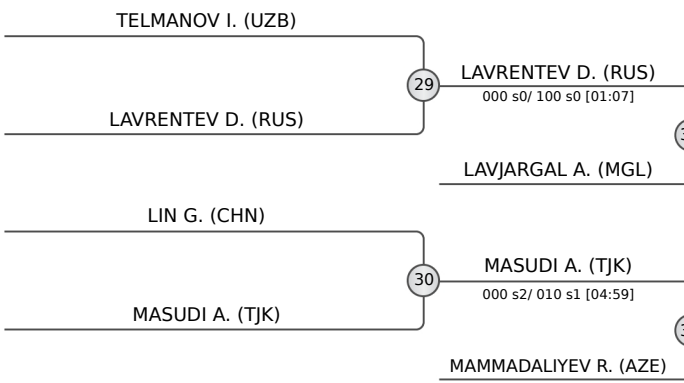 TELMANOV I. (UZB)
29
LAVRENTEV D. (RUS)
000 s0/ 100 s0 [01:07]
LAVRENTEV D. (RUS)
LAVJARGAL A. (MGL)
LIN G. (CHN)
30
MASUDI A. (TJK)
000 s2/ 010 s1 [04:59]
MASUDI A. (TJK)
MAMMADALIYEV R. (AZE)